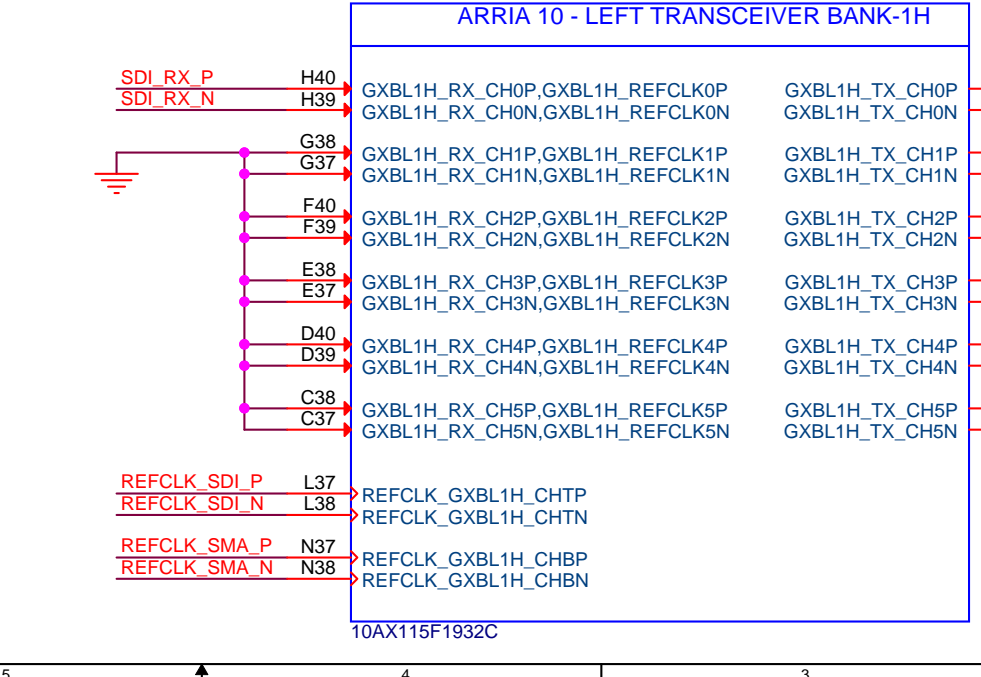 ARRIA 10 - LEFT TRANSCEIVER BANK-1H
SDI_RX_P H40 GXBL1H_RX_CH0P,GXBL1H_REFCLK0P GXBL1H_TX_CH0P
SDI_RX_N H39 GXBL1H_RX_CH0N,GXBL1H_REFCLK0N GXBL1H_TX_CH0N
G38 GXBL1H_RX_CH1P,GXBL1H_REFCLK1P GXBL1H_TX_CH1P
G37 GXBL1H_RX_CH1N,GXBL1H_REFCLK1N GXBL1H_TX_CH1N
F40 GXBL1H_RX_CH2P,GXBL1H_REFCLK2P GXBL1H_TX_CH2P
F39 GXBL1H_RX_CH2N,GXBL1H_REFCLK2N GXBL1H_TX_CH2N
E38 GXBL1H_RX_CH3P,GXBL1H_REFCLK3P GXBL1H_TX_CH3P
E37 GXBL1H_RX_CH3N,GXBL1H_REFCLK3N GXBL1H_TX_CH3N
D40 GXBL1H_RX_CH4P,GXBL1H_REFCLK4P GXBL1H_TX_CH4P
D39 GXBL1H_RX_CH4N,GXBL1H_REFCLK4N GXBL1H_TX_CH4N
C38 GXBL1H_RX_CH5P,GXBL1H_REFCLK5P GXBL1H_TX_CH5P
C37 GXBL1H_RX_CH5N,GXBL1H_REFCLK5N GXBL1H_TX_CH5N
REFCLK_SDI_P L37 REFCLK_GXBL1H_CHTP
REFCLK_SDI_N L38 REFCLK_GXBL1H_CHTN
REFCLK_SMA_P N37 REFCLK_GXBL1H_CHBP
REFCLK_SMA_N N38 REFCLK_GXBL1H_CHBN
10AX115F1932C
5 4 3